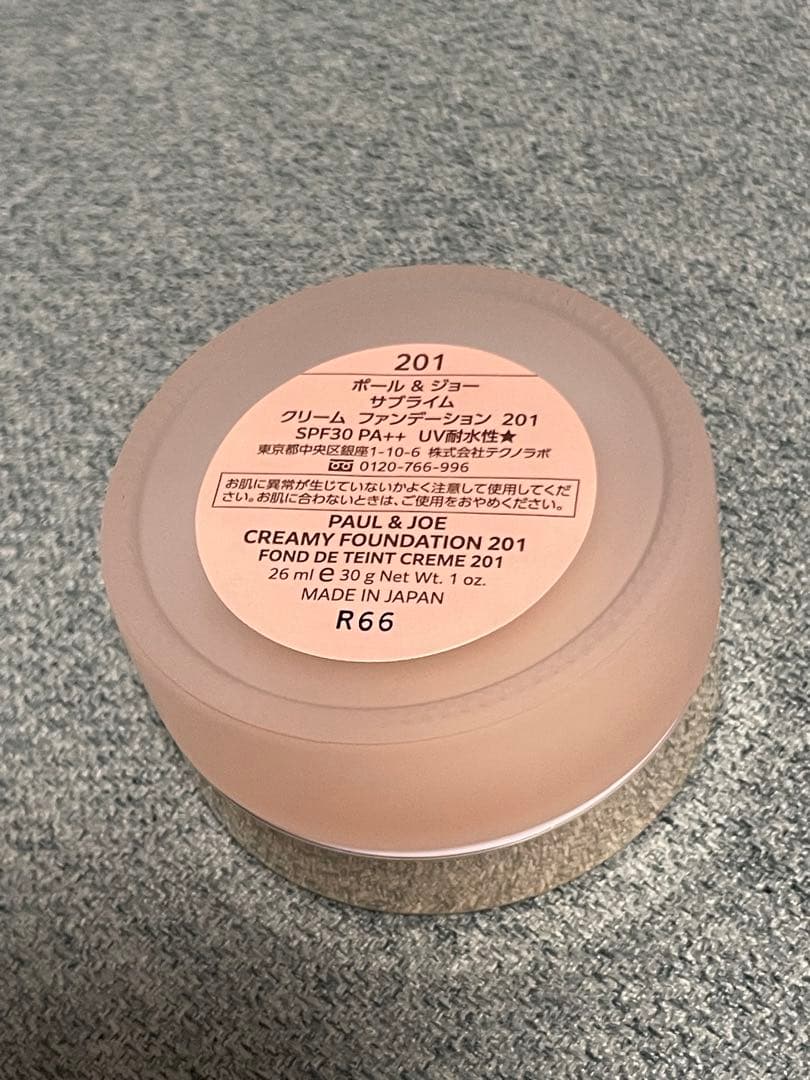 201
ポール & ジョー
サブライム
クリーム ファンデーション 201
SPF30 PA++ UV耐水性★
東京都中央区銀座1-10-6 株式会社テクノラボ
0120-766-996
お肌に異常が生じていないかよく注意して使用してくだ
さい。お肌に合わないときは、ご使用をおやめください。
PAUL & JOE
CREAMY FOUNDATION 201
FOND DE TEINT CREME 201
26 ml ℮ 30 g Net Wt. 1 oz.
MADE IN JAPAN
R66